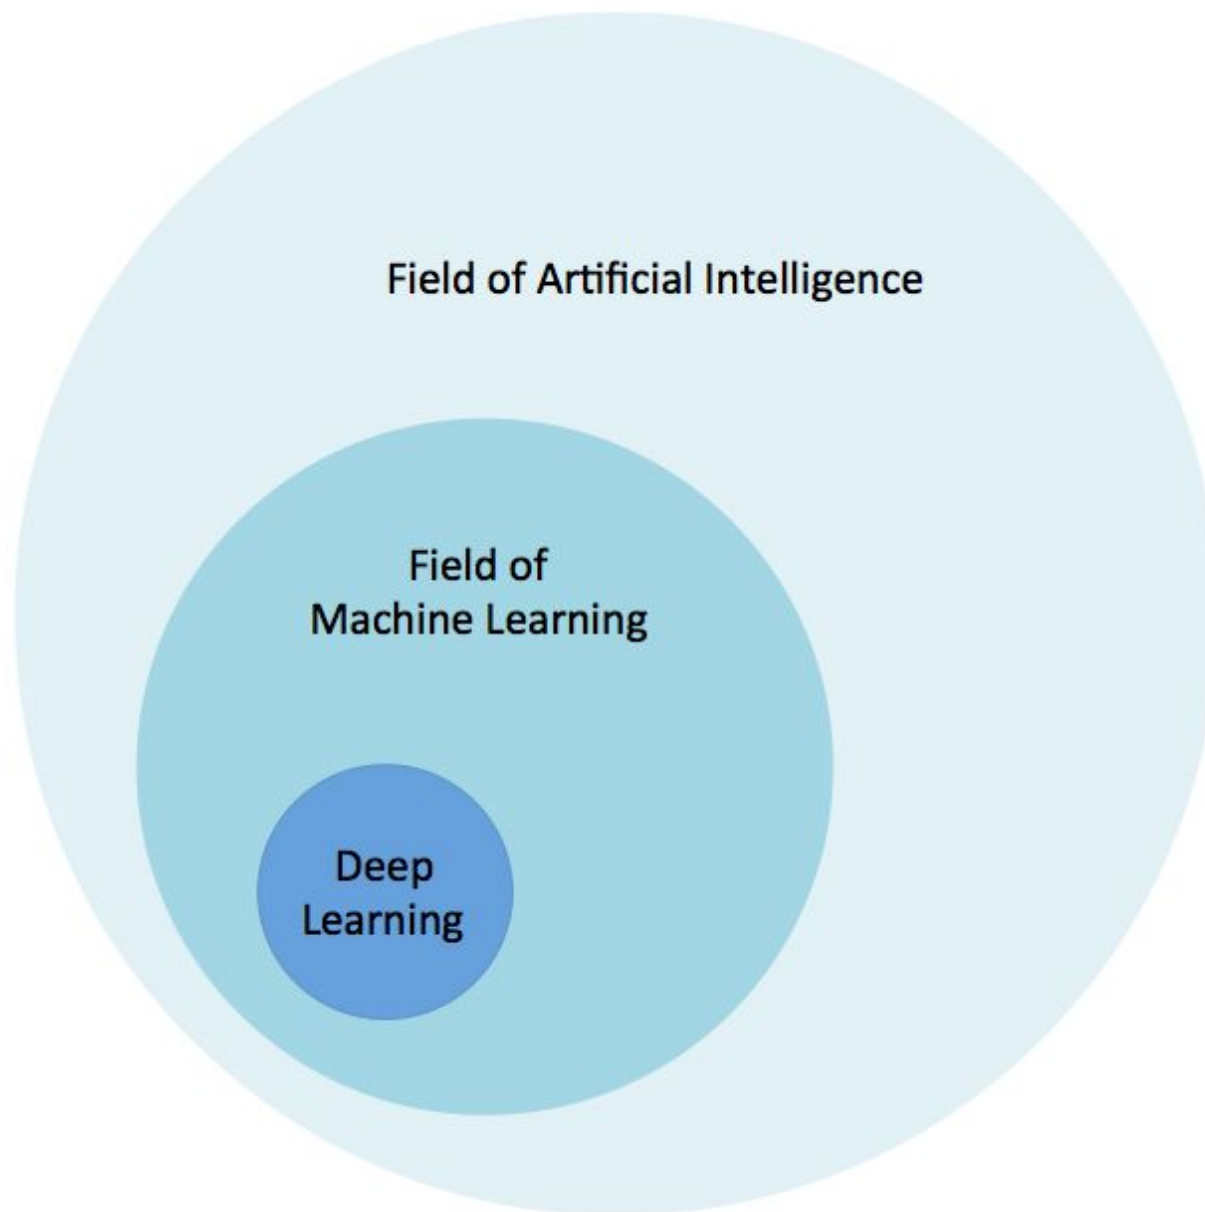 Field of Artificial Intelligence
Field of
Machine Learning
Deep
Learning